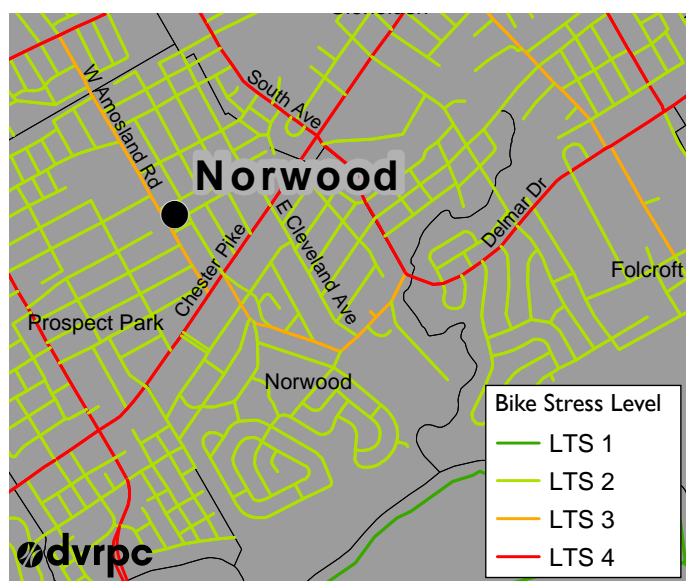 South Ave
W Amosland Rd
Norwood
Delmar Dr
E Cleveland Ave
Chester Pike
Folcroft
Prospect Park
Norwood
Bike Stress Level
LTS 1
LTS 2
LTS 3
LTS 4
dvrpc